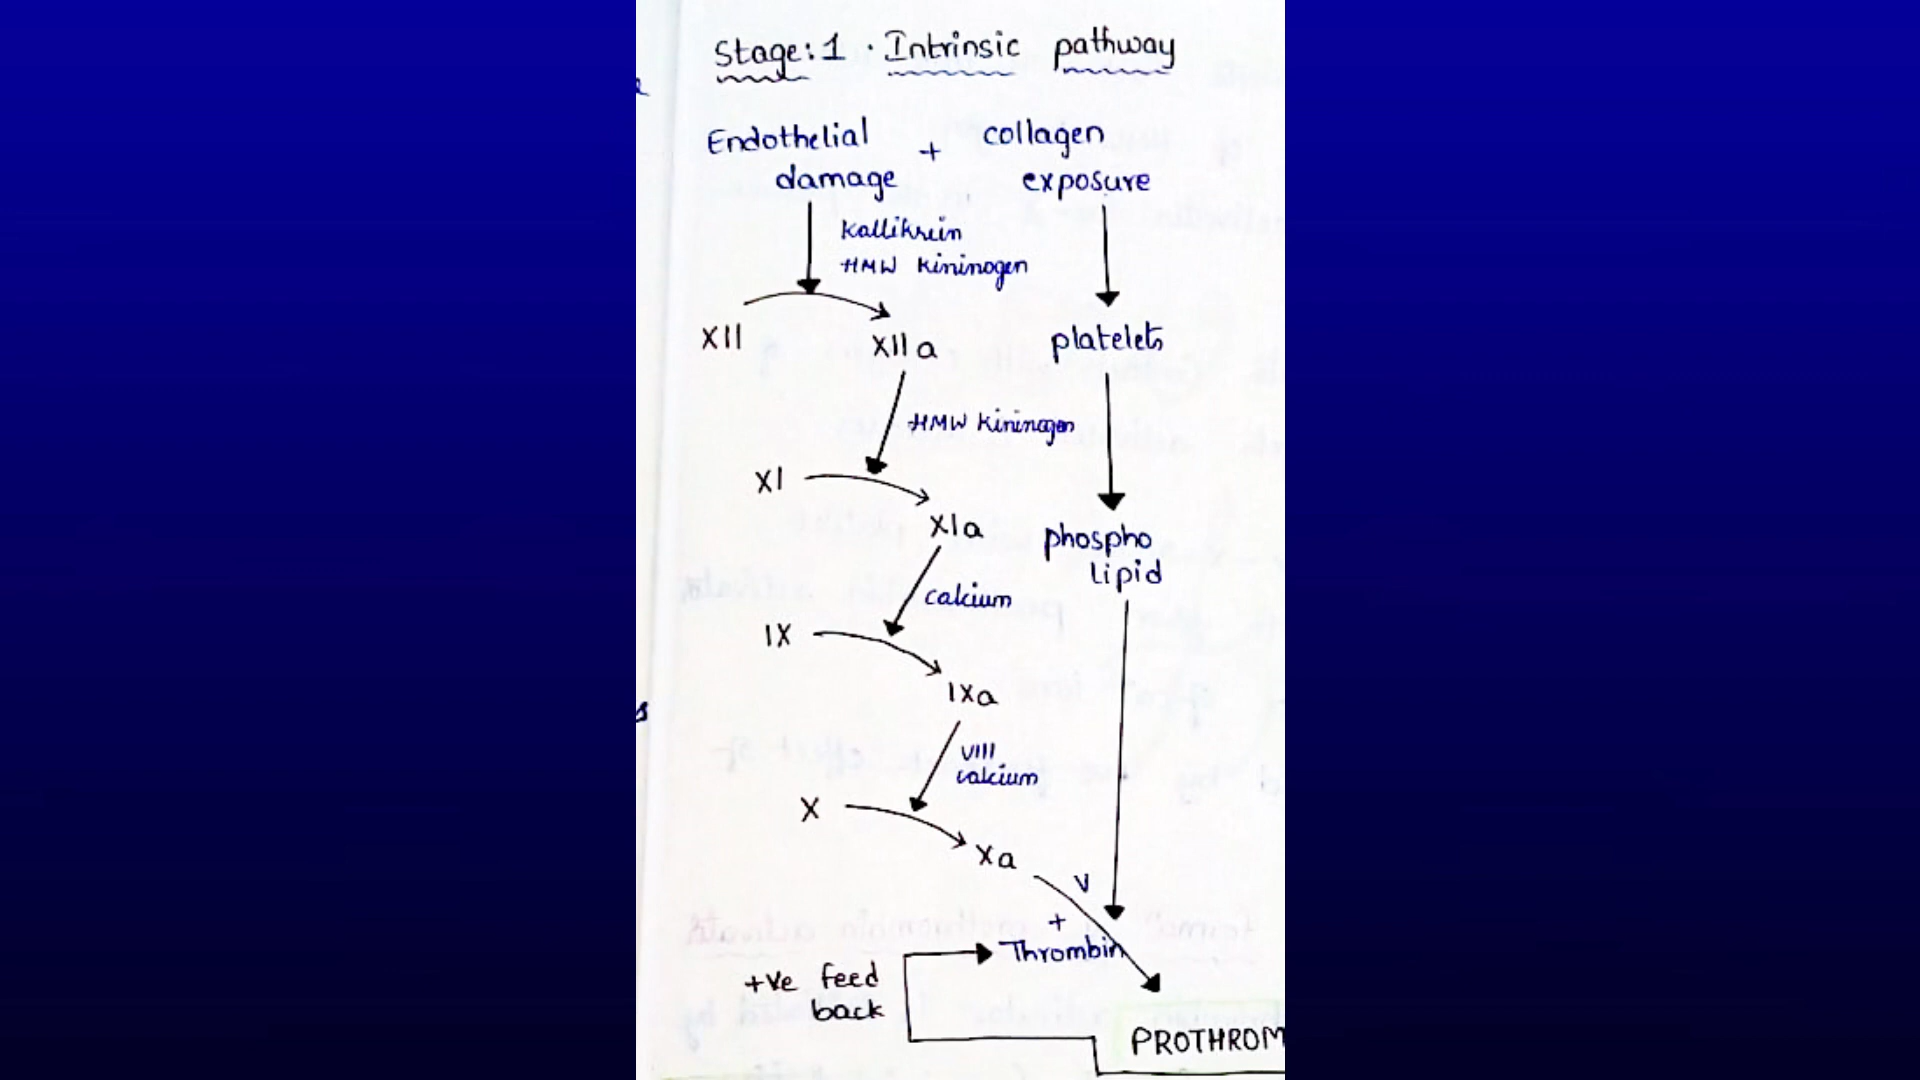 Stage: 1 . Intrinsic pathway
Endothelial damage + collagen exposure
Kallikrein
HMW kininogen
XII
XIIa
platelets
HMW kininogen
XI
XIa
phospho lipid
calcium
IX
IXa
VIII
calcium
X
Xa
V
+
Thrombin
+ve feed back
PROTHROM